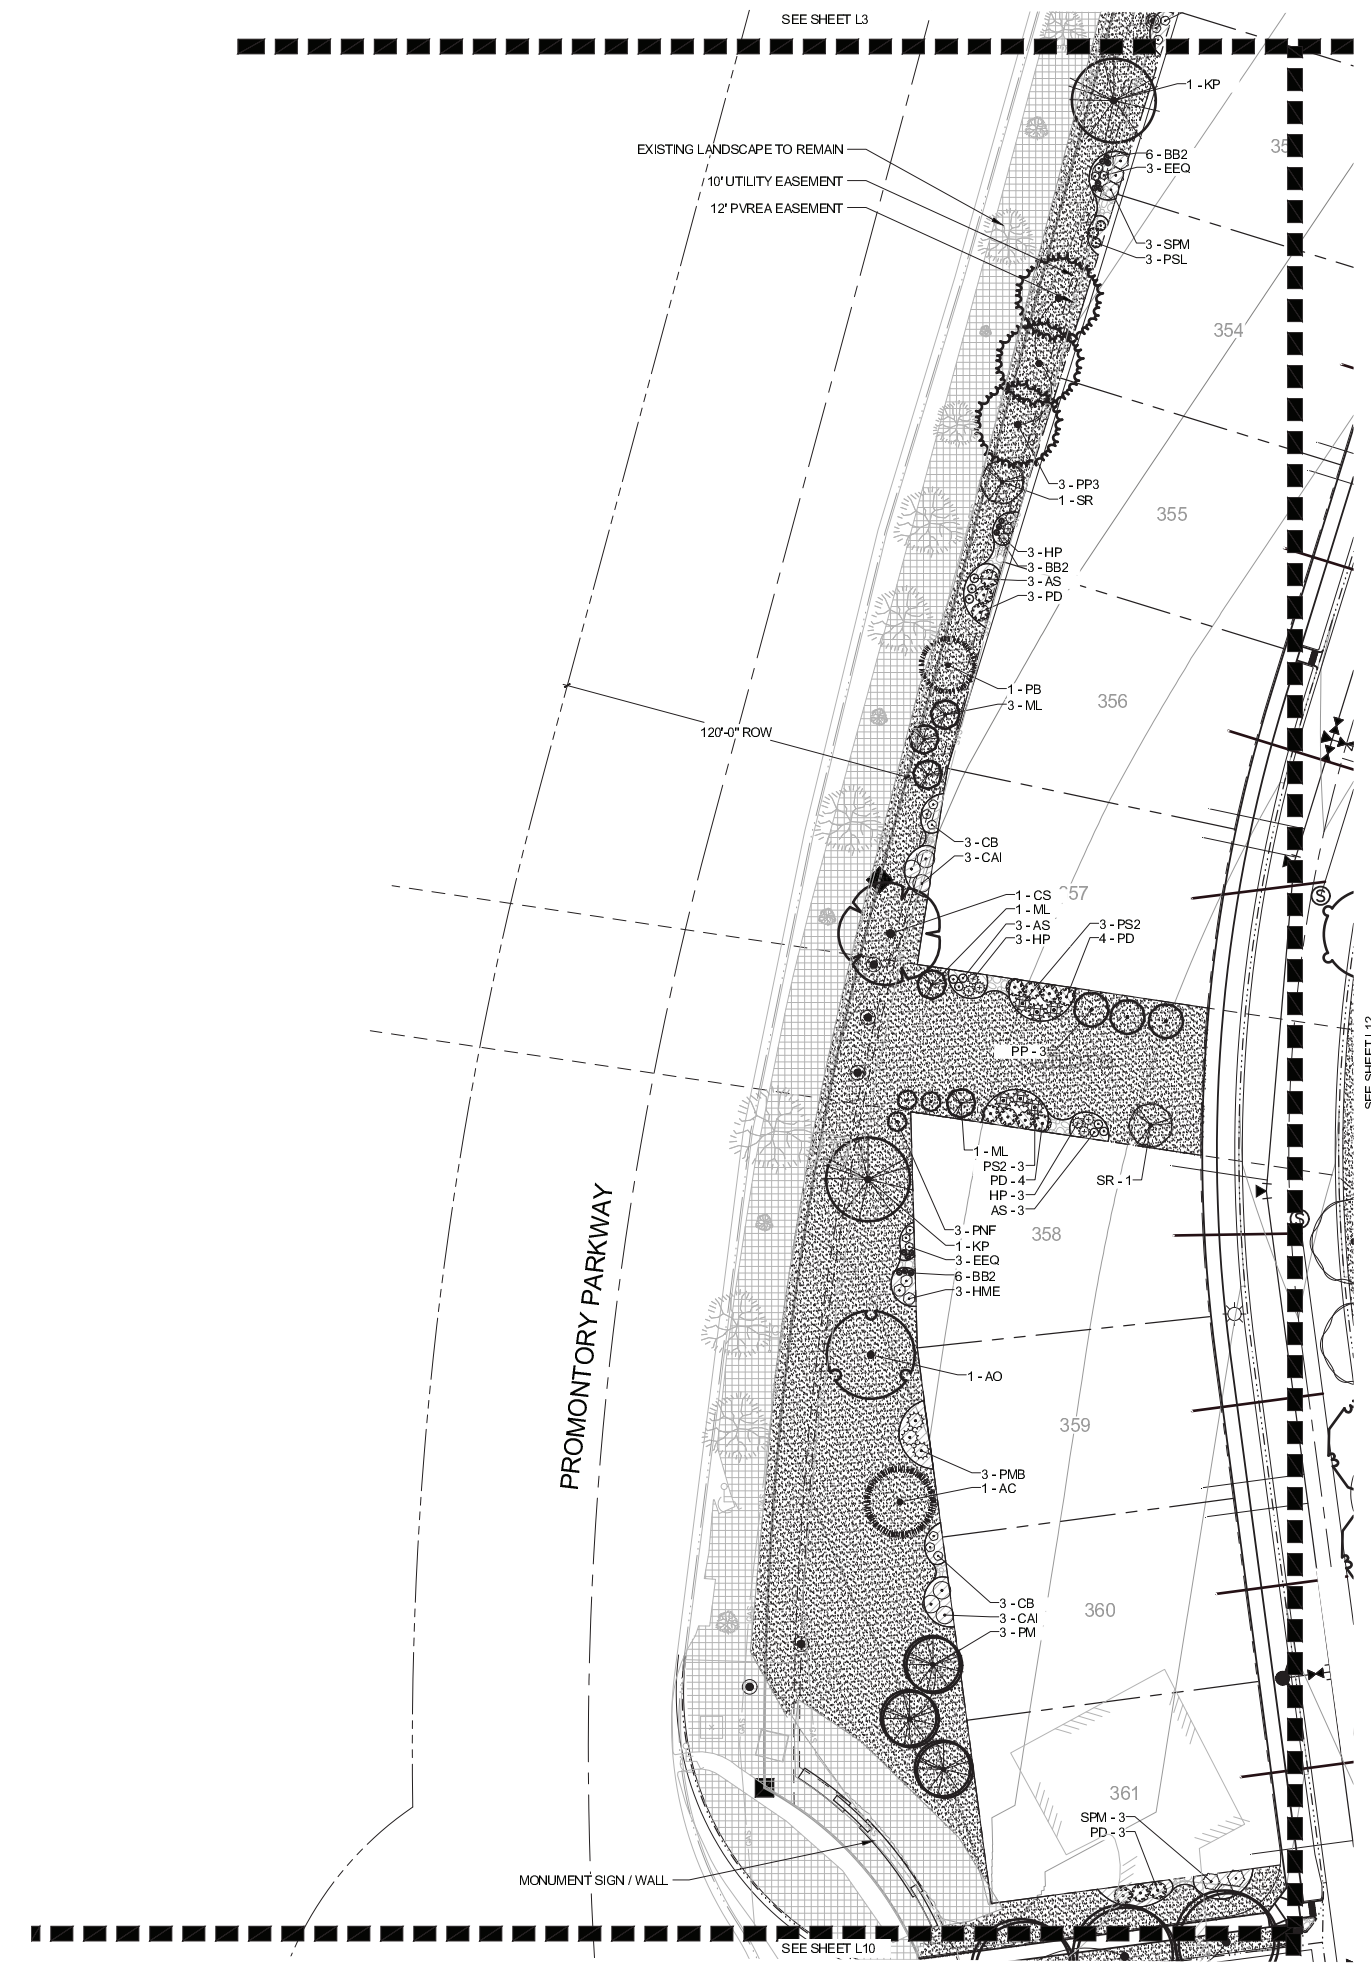 SEE SHEET L3
1 - KP
EXISTING LANDSCAPE TO REMAIN
6 - BB2
3 - EEQ
10' UTILITY EASEMENT
12' PVREA EASEMENT
3 - SPM
3 - PSL
354
3 - PP3
1 - SR
355
3 - HP
3 - BB2
3 - AS
3 - PD
1 - PB
3 - ML
356
120'-0" ROW
3 - CB
3 - CAI
1 - CS
1 - ML
3 - AS
3 - HP
3 - PS2
4 - PD
PP - 3
SEE SHEET L12
1 - ML
PS2 - 3
PD - 4
HP - 3
AS - 3
SR - 1
S
S
3 - PNF
1 - KP
3 - EEQ
6 - BB2
3 - HME
358
PROMONTORY PARKWAY
1 - AO
359
3 - PMB
1 - AC
3 - CB
3 - CAI
3 - PM
360
GAS
GAS
361
SPM - 3
PD - 3
MONUMENT SIGN / WALL
SEE SHEET L10